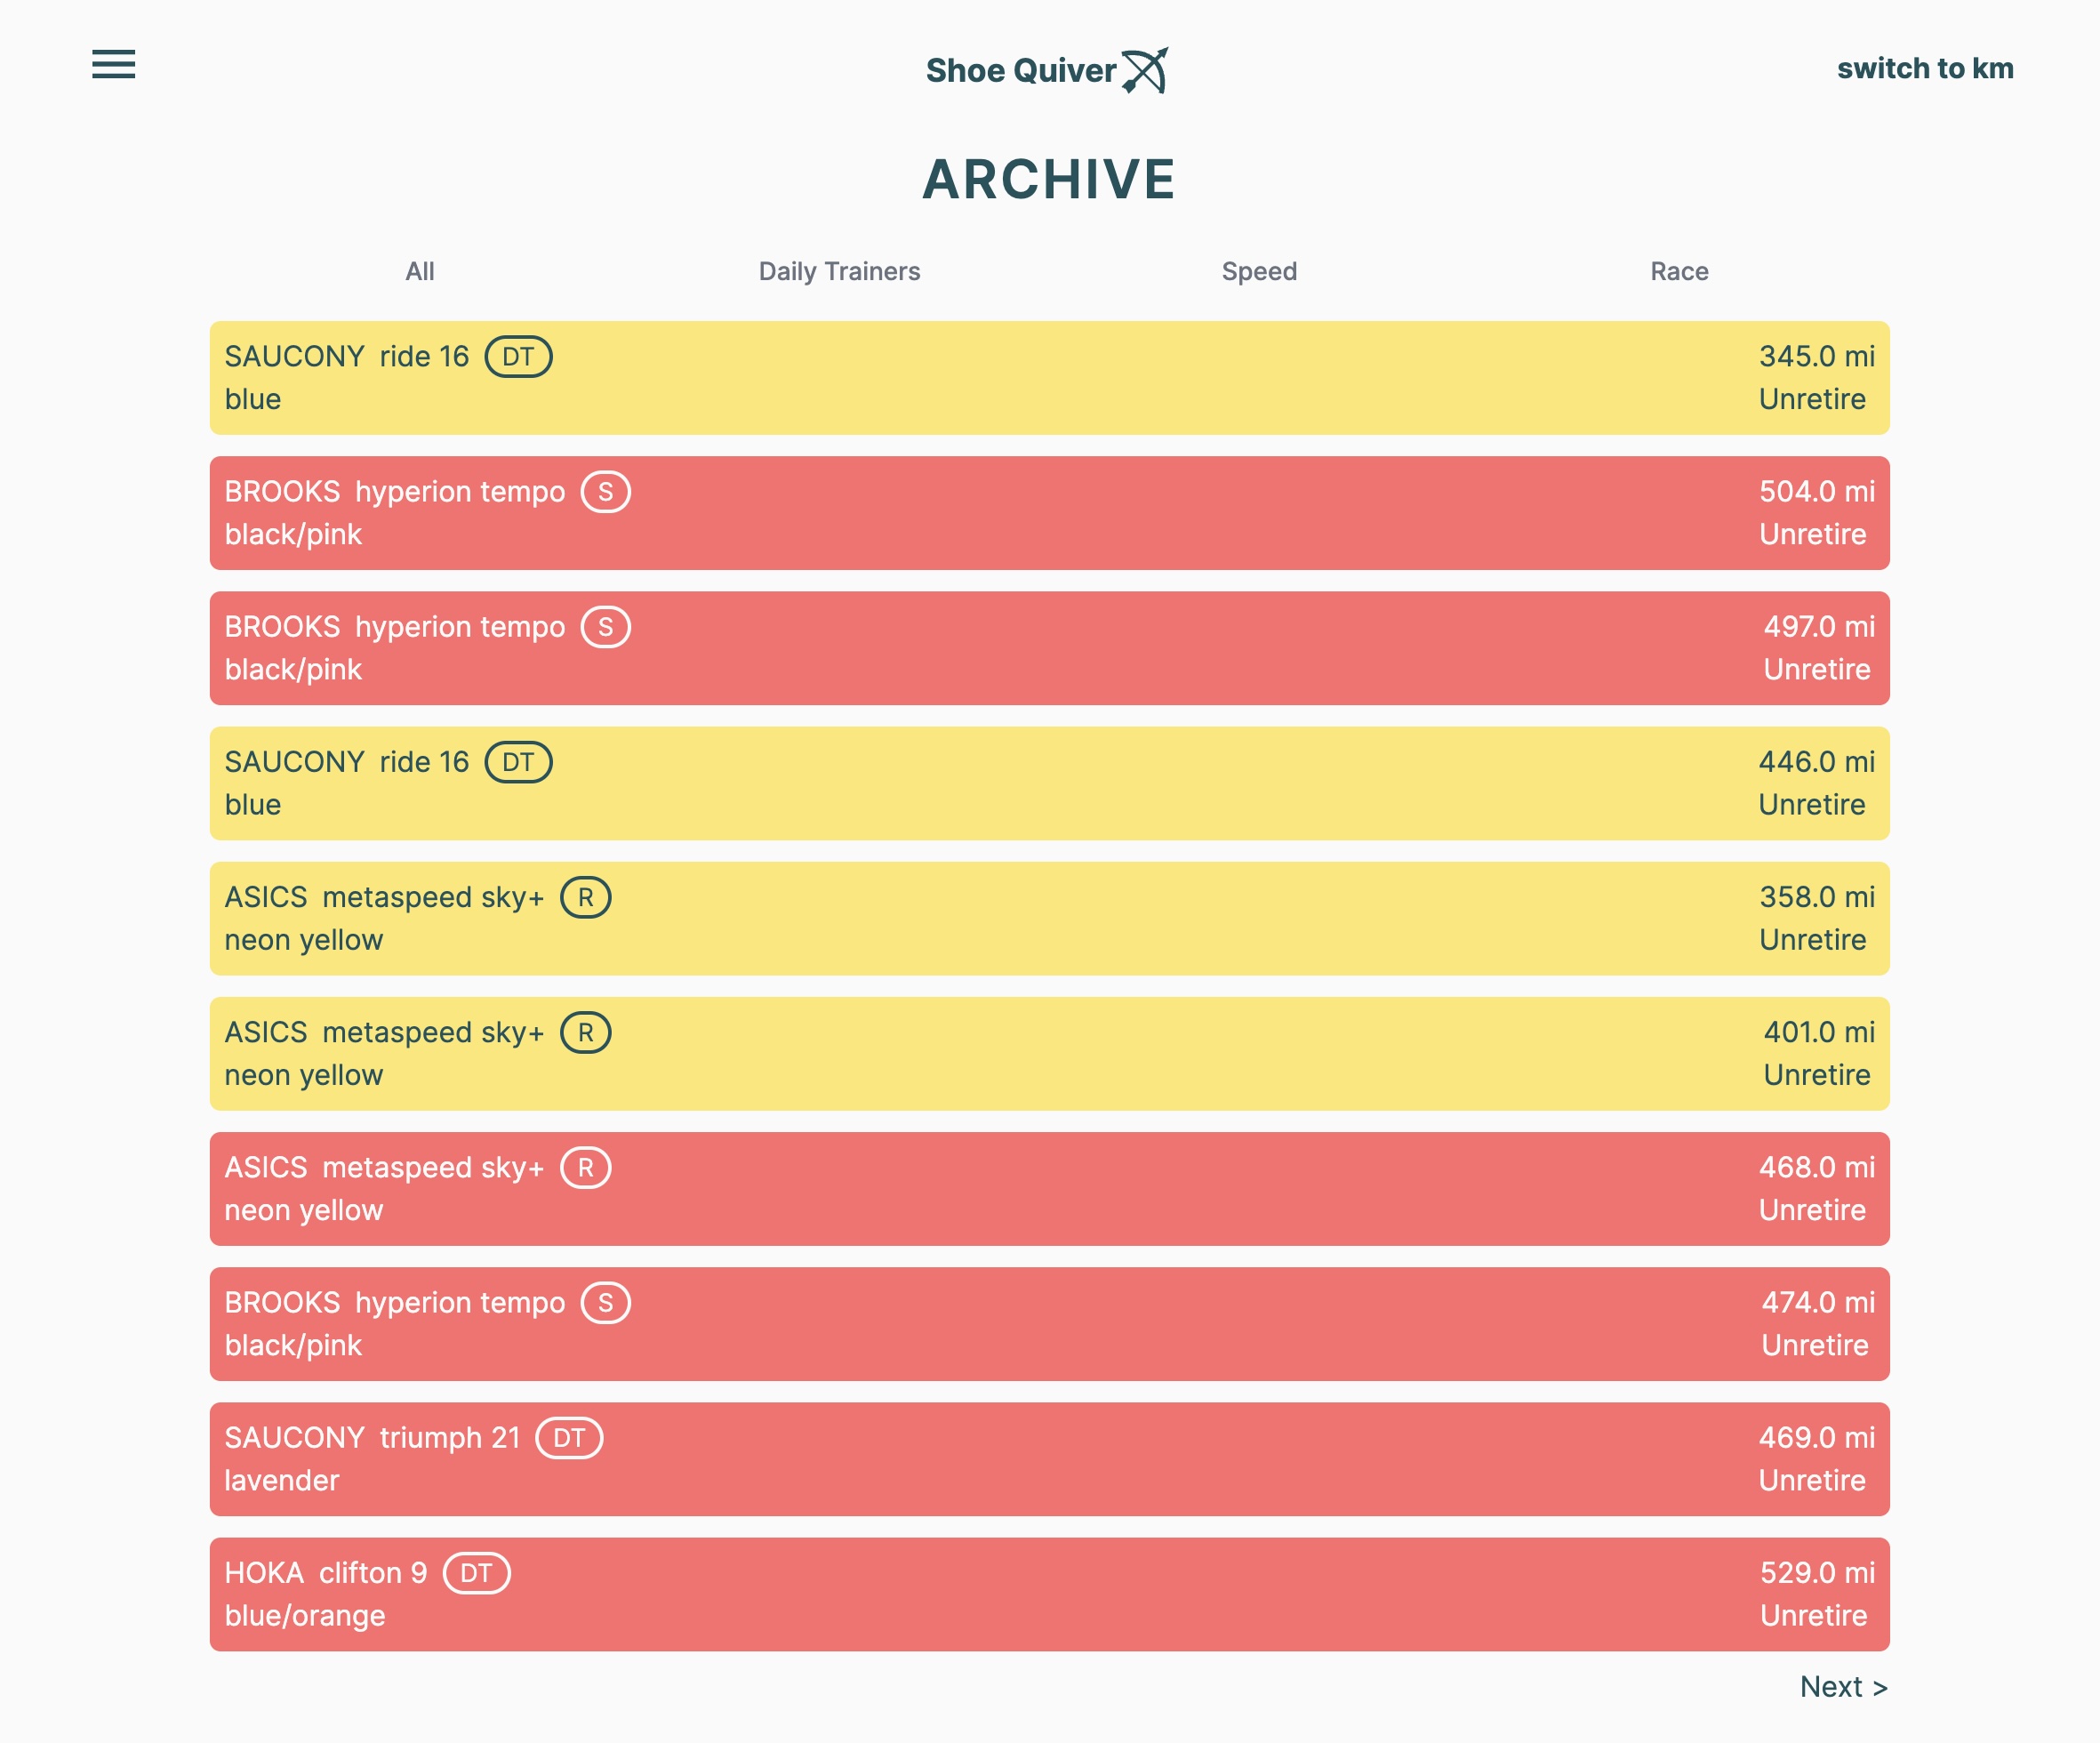 Shoe Quiver
switch to km
ARCHIVE
All
Daily Trainers
Speed
Race
SAUCONY ride 16 DT
345.0 mi
blue
Unretire
BROOKS hyperion tempo S
504.0 mi
black/pink
Unretire
BROOKS hyperion tempo S
497.0 mi
black/pink
Unretire
SAUCONY ride 16 DT
446.0 mi
blue
Unretire
ASICS metaspeed sky+ R
358.0 mi
neon yellow
Unretire
ASICS metaspeed sky+ R
401.0 mi
neon yellow
Unretire
ASICS metaspeed sky+ R
468.0 mi
neon yellow
Unretire
BROOKS hyperion tempo S
474.0 mi
black/pink
Unretire
SAUCONY triumph 21 DT
469.0 mi
lavender
Unretire
HOKA clifton 9 DT
529.0 mi
blue/orange
Unretire
Next >